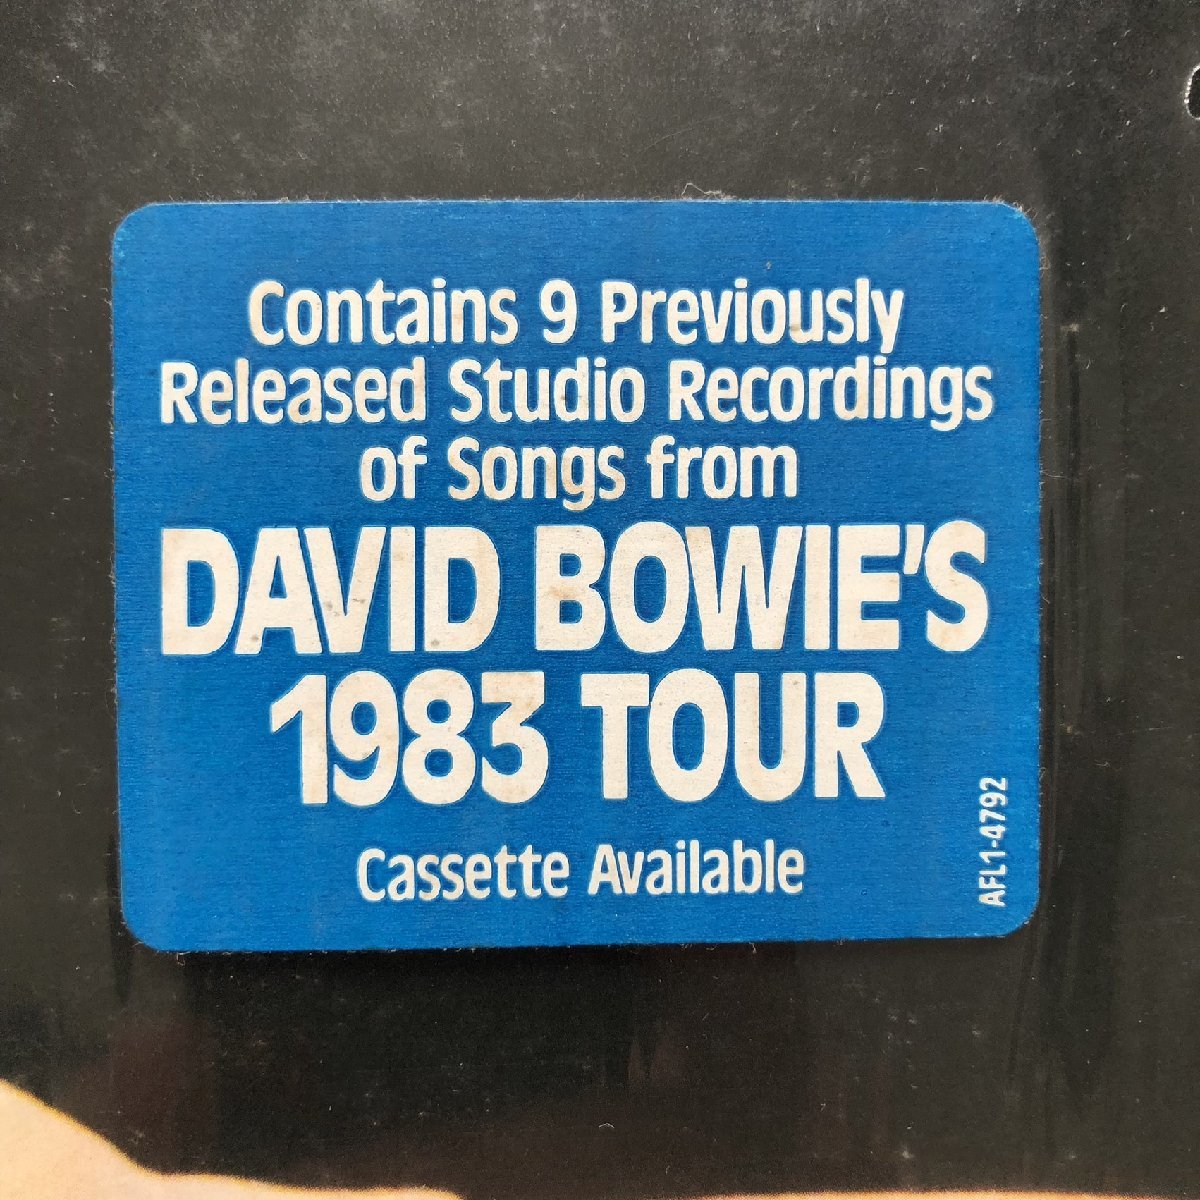 Contains 9 Previously
Released Studio Recordings
of Songs from
DAVID BOWIE'S
1983 TOUR
Cassette Available
AFL1-4792